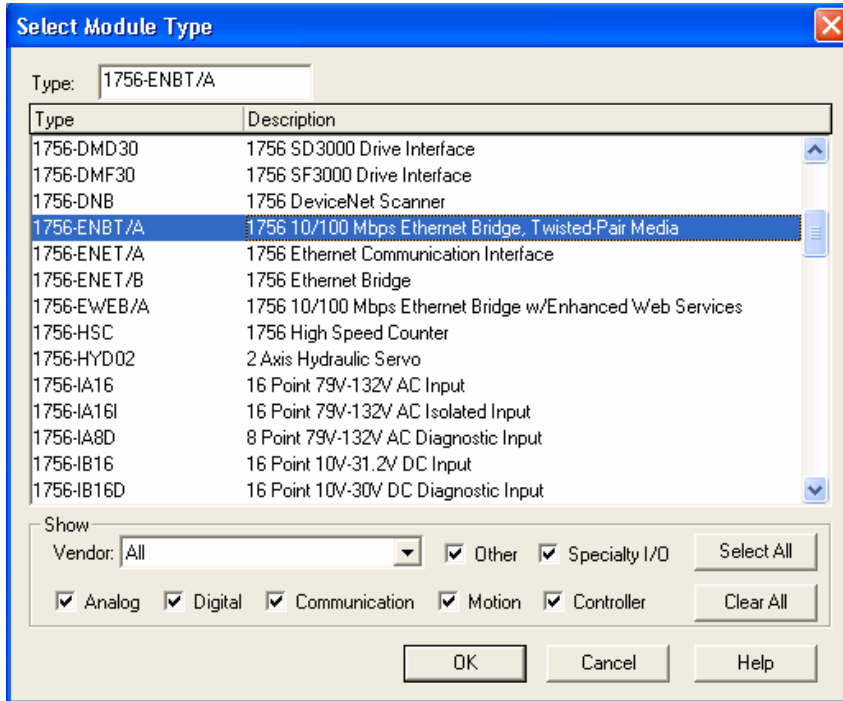 Select Module Type
Type: 1756-ENBT/A
Type Description
1756-DMD30 1756 SD3000 Drive Interface
1756-DMF30 1756 SF3000 Drive Interface
1756-DNB 1756 DeviceNet Scanner
1756-ENBT/A 1756 10/100 Mbps Ethernet Bridge, Twisted-Pair Media
1756-ENET/A 1756 Ethernet Communication Interface
1756-ENET/B 1756 Ethernet Bridge
1756-EWEB/A 1756 10/100 Mbps Ethernet Bridge w/Enhanced Web Services
1756-HSC 1756 High Speed Counter
1756-HYD02 2 Axis Hydraulic Servo
1756-IA16 16 Point 79V-132V AC Input
1756-IA16I 16 Point 79V-132V AC Isolated Input
1756-IA8D 8 Point 79V-132V AC Diagnostic Input
1756-IB16 16 Point 10V-31.2V DC Input
1756-IB16D 16 Point 10V-30V DC Diagnostic Input
Show
Vendor: All Other Specialty I/O Select All
Analog Digital Communication Motion Controller Clear All
OK Cancel Help